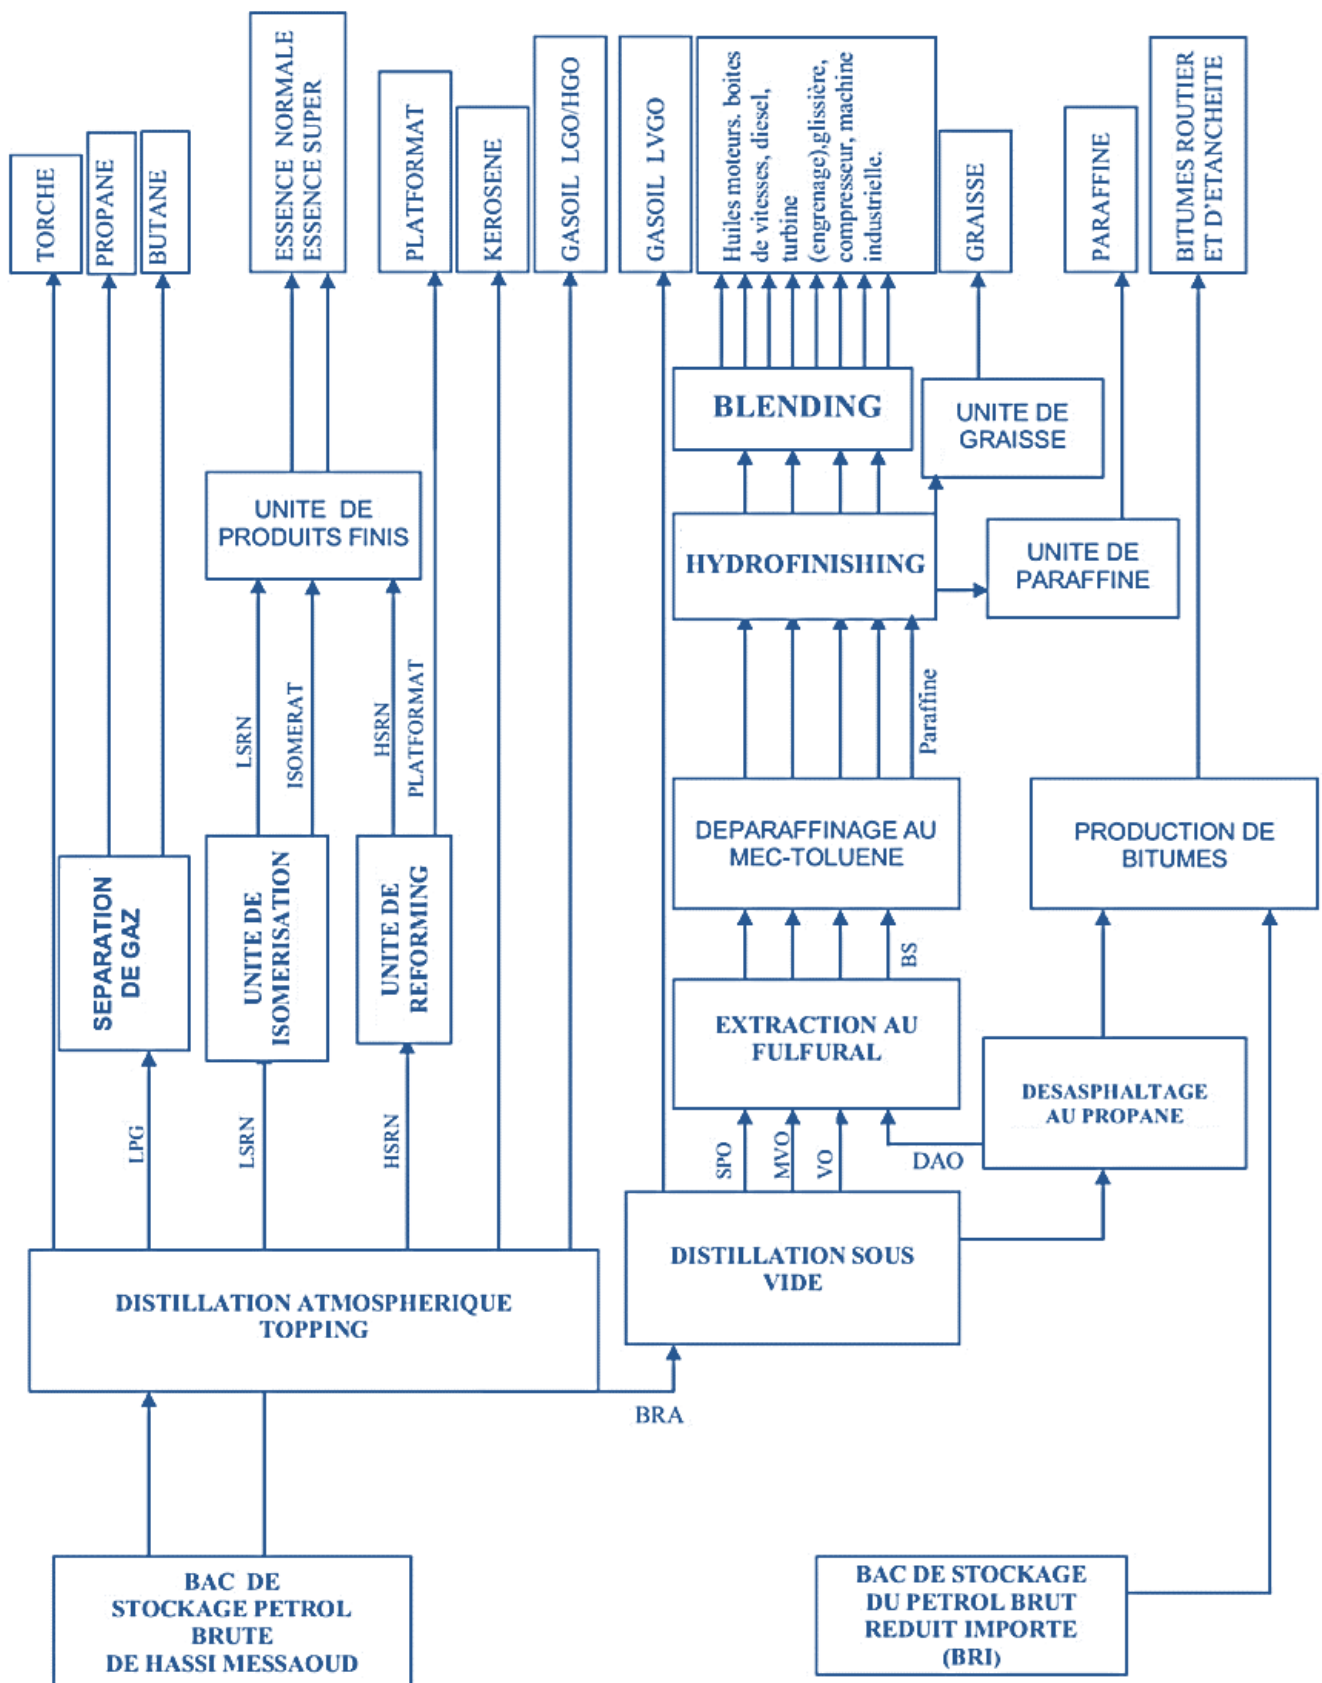 TORCHE
PROPANE
BUTANE
ESSENCE NORMALE
ESSENCE SUPER
PLATFORMAT
KEROSENE
GASOIL LGO/HGO
GASOIL LVGO
Huiles moteurs. boites
de vitesses, diesel,
turbine
(engrenage),glissière,
compresseur, machine
industrielle.
GRAISSE
PARAFFINE
BITUMES ROUTIER
ET D'ETANCHEITE
BLENDING
UNITE DE
GRAISSE
UNITE DE
PRODUITS FINIS
HYDROFINISHING
UNITE DE
PARAFFINE
LSRN
ISOMERAT
HSRN
PLATFORMAT
Paraffine
SEPARATION
DE GAZ
UNITE DE
ISOMERISATION
UNITE DE
REFORMING
DEPARAFFINAGE AU
MEC-TOLUENE
PRODUCTION DE
BITUMES
BS
EXTRACTION AU
FULFURAL
DESASPHALTAGE
AU PROPANE
LPG
LSRN
HSRN
SPO
MVO
VO
DAO
DISTILLATION ATMOSPHERIQUE
TOPPING
DISTILLATION SOUS
VIDE
BRA
BAC DE
STOCKAGE PETROL
BRUTE
DE HASSI MESSAOUD
BAC DE STOCKAGE
DU PETROL BRUT
REDUIT IMPORTE
(BRI)